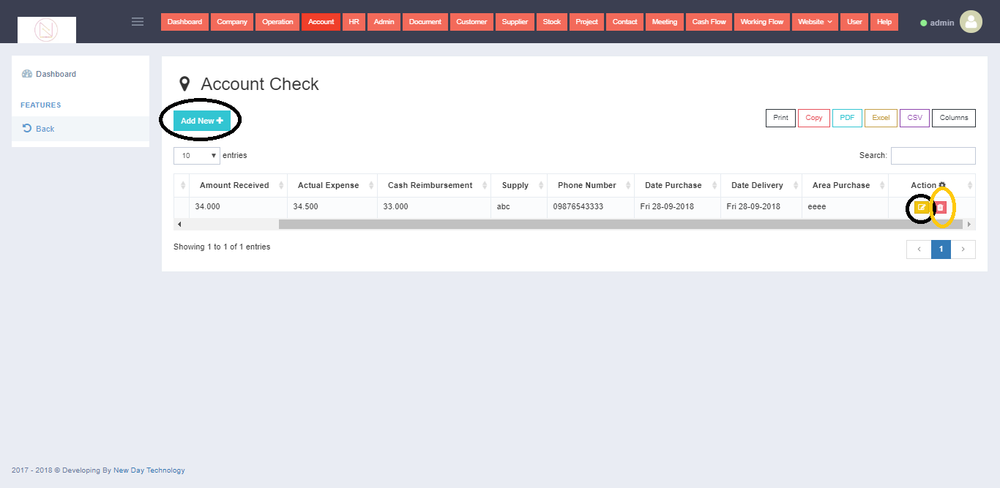 Dashboard Company Operation Account HR Admin Document Customer Supplier Stock Project Contact Meeting Cash Flow Working Flow Website User Help admin
Dashboard
FEATURES
Back
Account Check
Add New
Print Copy PDF Excel CSV Columns
10 entries Search:
Amount Received Actual Expense Cash Reimbursement Supply Phone Number Date Purchase Date Delivery Area Purchase Action
34.000 34.500 33.000 abc 09876543333 Fri 28-09-2018 Fri 28-09-2018 eeee
Showing 1 to 1 of 1 entries
1
2017 - 2018 © Developing By New Day Technology